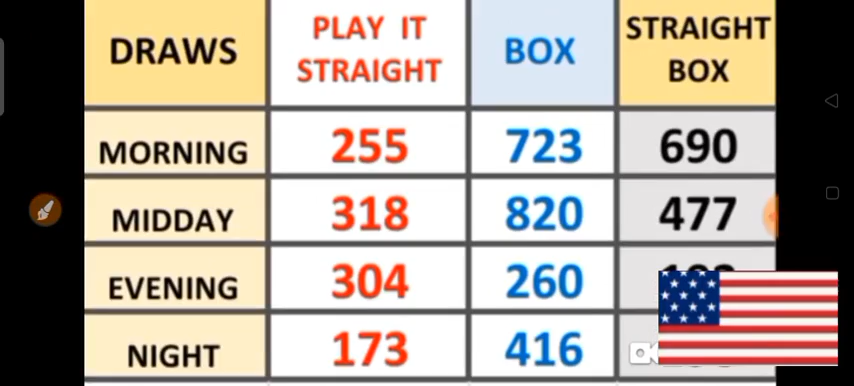 DRAWS PLAY IT STRAIGHT BOX STRAIGHT BOX
MORNING 255 723 690
MIDDAY 318 820 477
EVENING 304 260
NIGHT 173 416